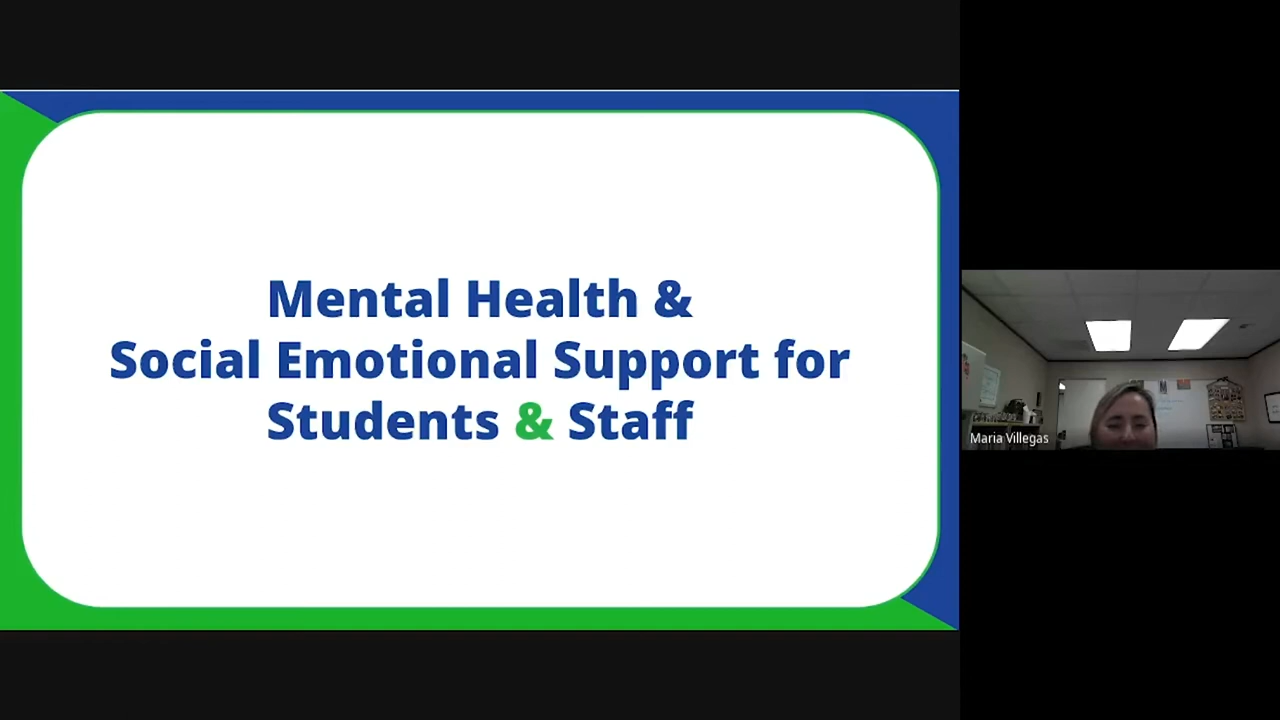 Mental Health &
Social Emotional Support for
Students & Staff
Maria Villegas